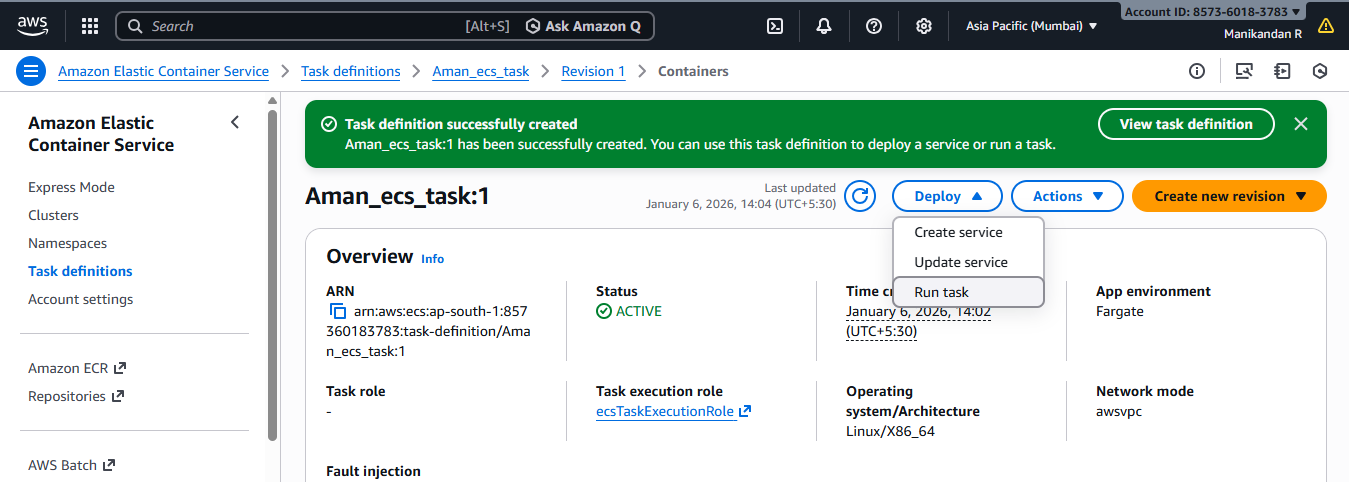 aws
Search [Alt+S] Ask Amazon Q
Asia Pacific (Mumbai)
Account ID: 8573-6018-3783
Manikandan R
Amazon Elastic Container Service > Task definitions > Aman_ecs_task > Revision 1 > Containers
Amazon Elastic
Container Service
Express Mode
Clusters
Namespaces
Task definitions
Account settings
Amazon ECR
Repositories
AWS Batch
Task definition successfully created
Aman_ecs_task:1 has been successfully created. You can use this task definition to deploy a service or run a task.
View task definition
Aman_ecs_task:1
Last updated
January 6, 2026, 14:04 (UTC+5:30)
Deploy
Actions
Create new revision
Create service
Update service
Run task
Overview Info
ARN
arn:aws:ecs:ap-south-1:857
360183783:task-definition/Ama
n_ecs_task:1
Status
ACTIVE
Time cr
January 6, 2026, 14:02
(UTC+5:30)
App environment
Fargate
Task role
-
Task execution role
ecsTaskExecutionRole
Operating
system/Architecture
Linux/X86_64
Network mode
awsvpc
Fault injection